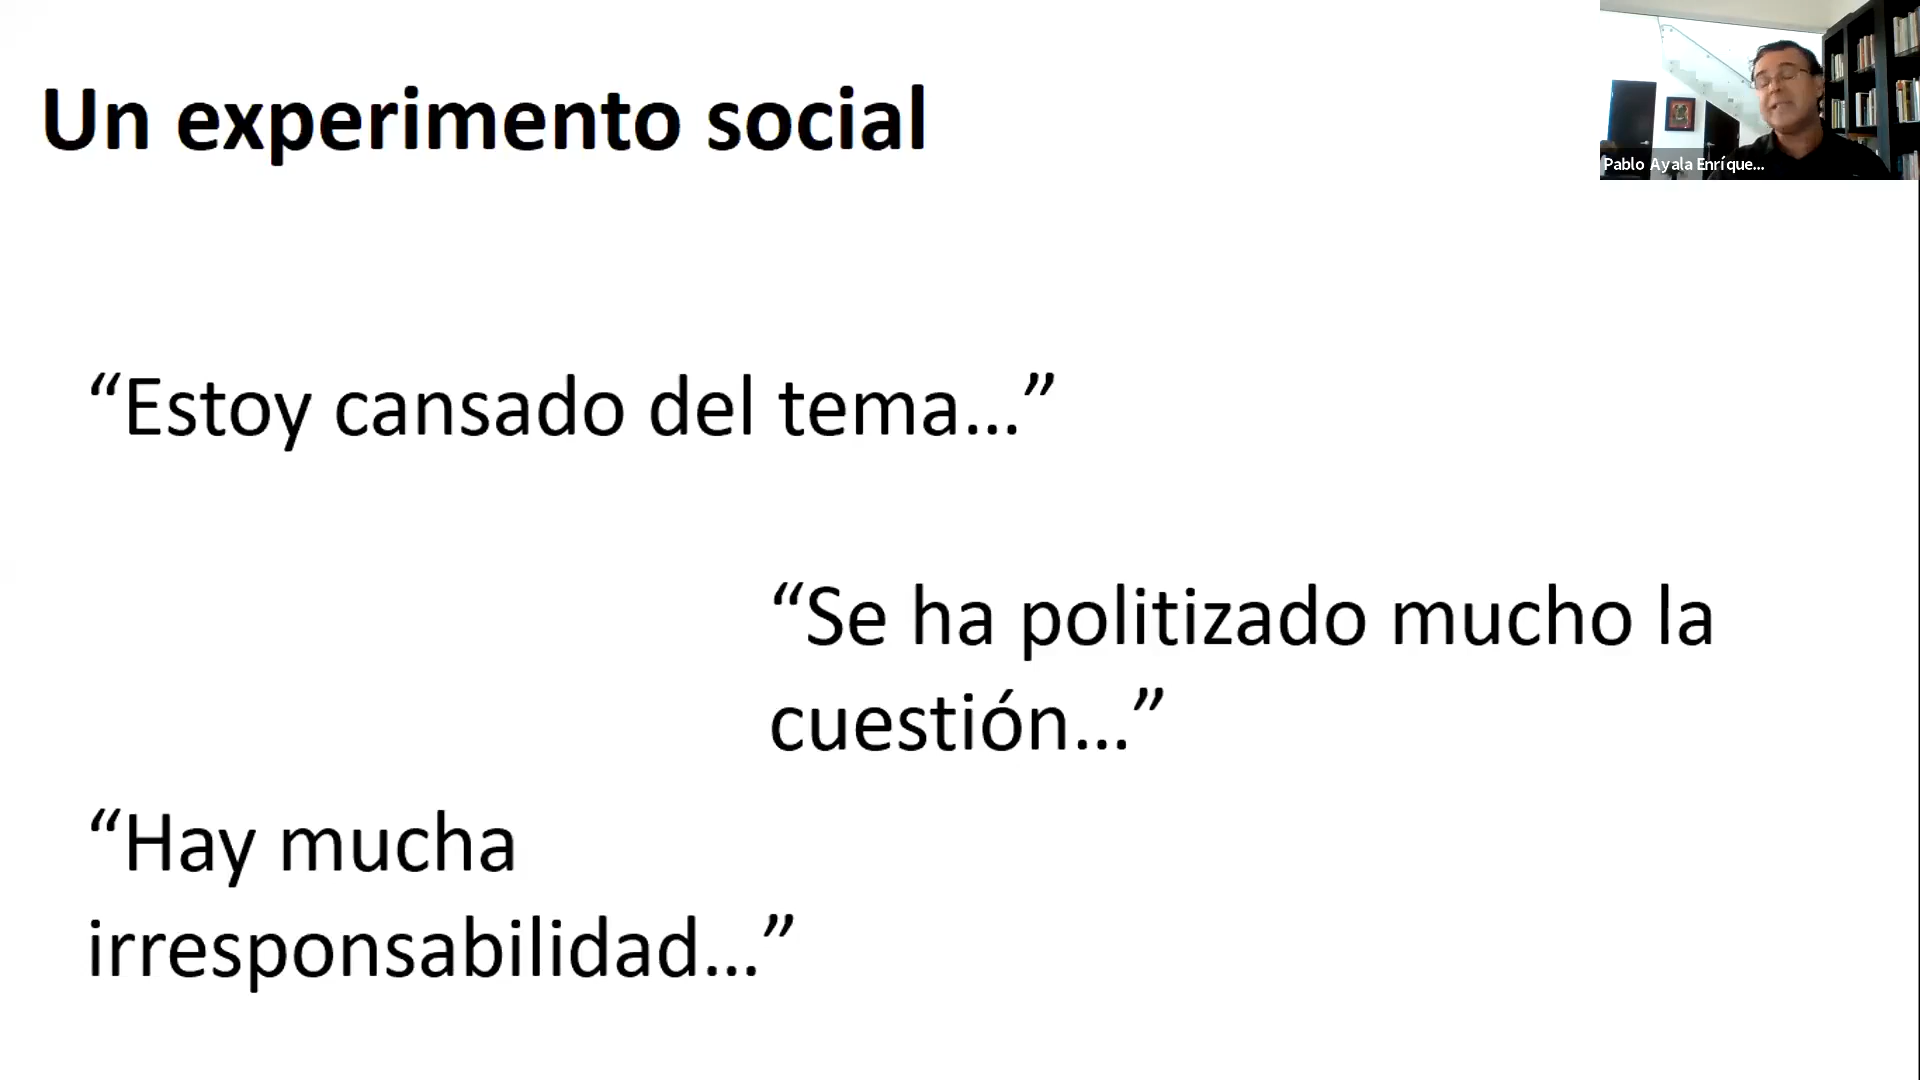 Un experimento social
Pablo Ayala Enríque...
“Estoy cansado del tema...”
“Se ha politizado mucho la
cuestión...”
“Hay mucha
irresponsabilidad...”